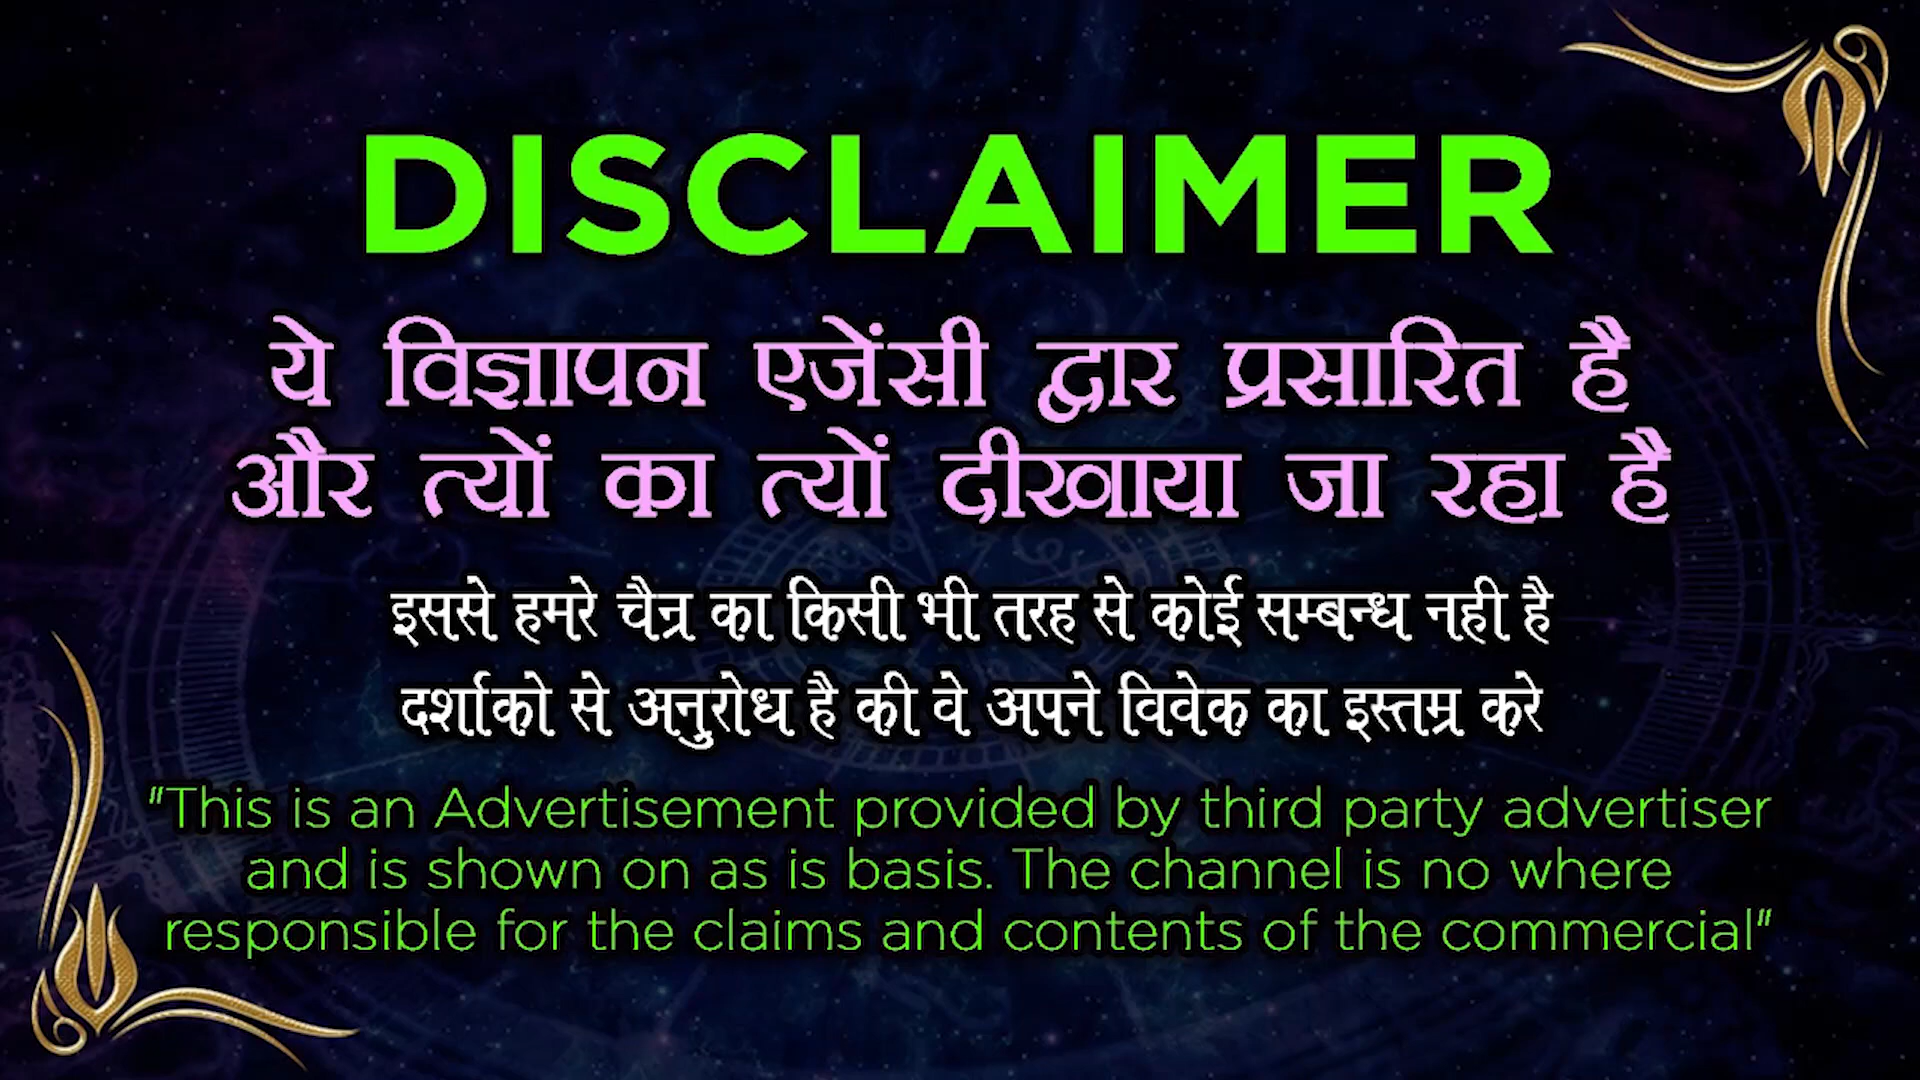 DISCLAIMER
ये विज्ञापन एजेंसी द्वार प्रसारित है
और त्यों का त्यों दीखाया जा रहा है
इससे हमरे चैन्र का किसी भी तरह से कोई सम्बन्ध नही है
दर्शाको से अनुरोध है की वे अपने विवेक का इस्तम्र करे
"This is an Advertisement provided by third party advertiser
and is shown on as is basis. The channel is no where
responsible for the claims and contents of the commercial"